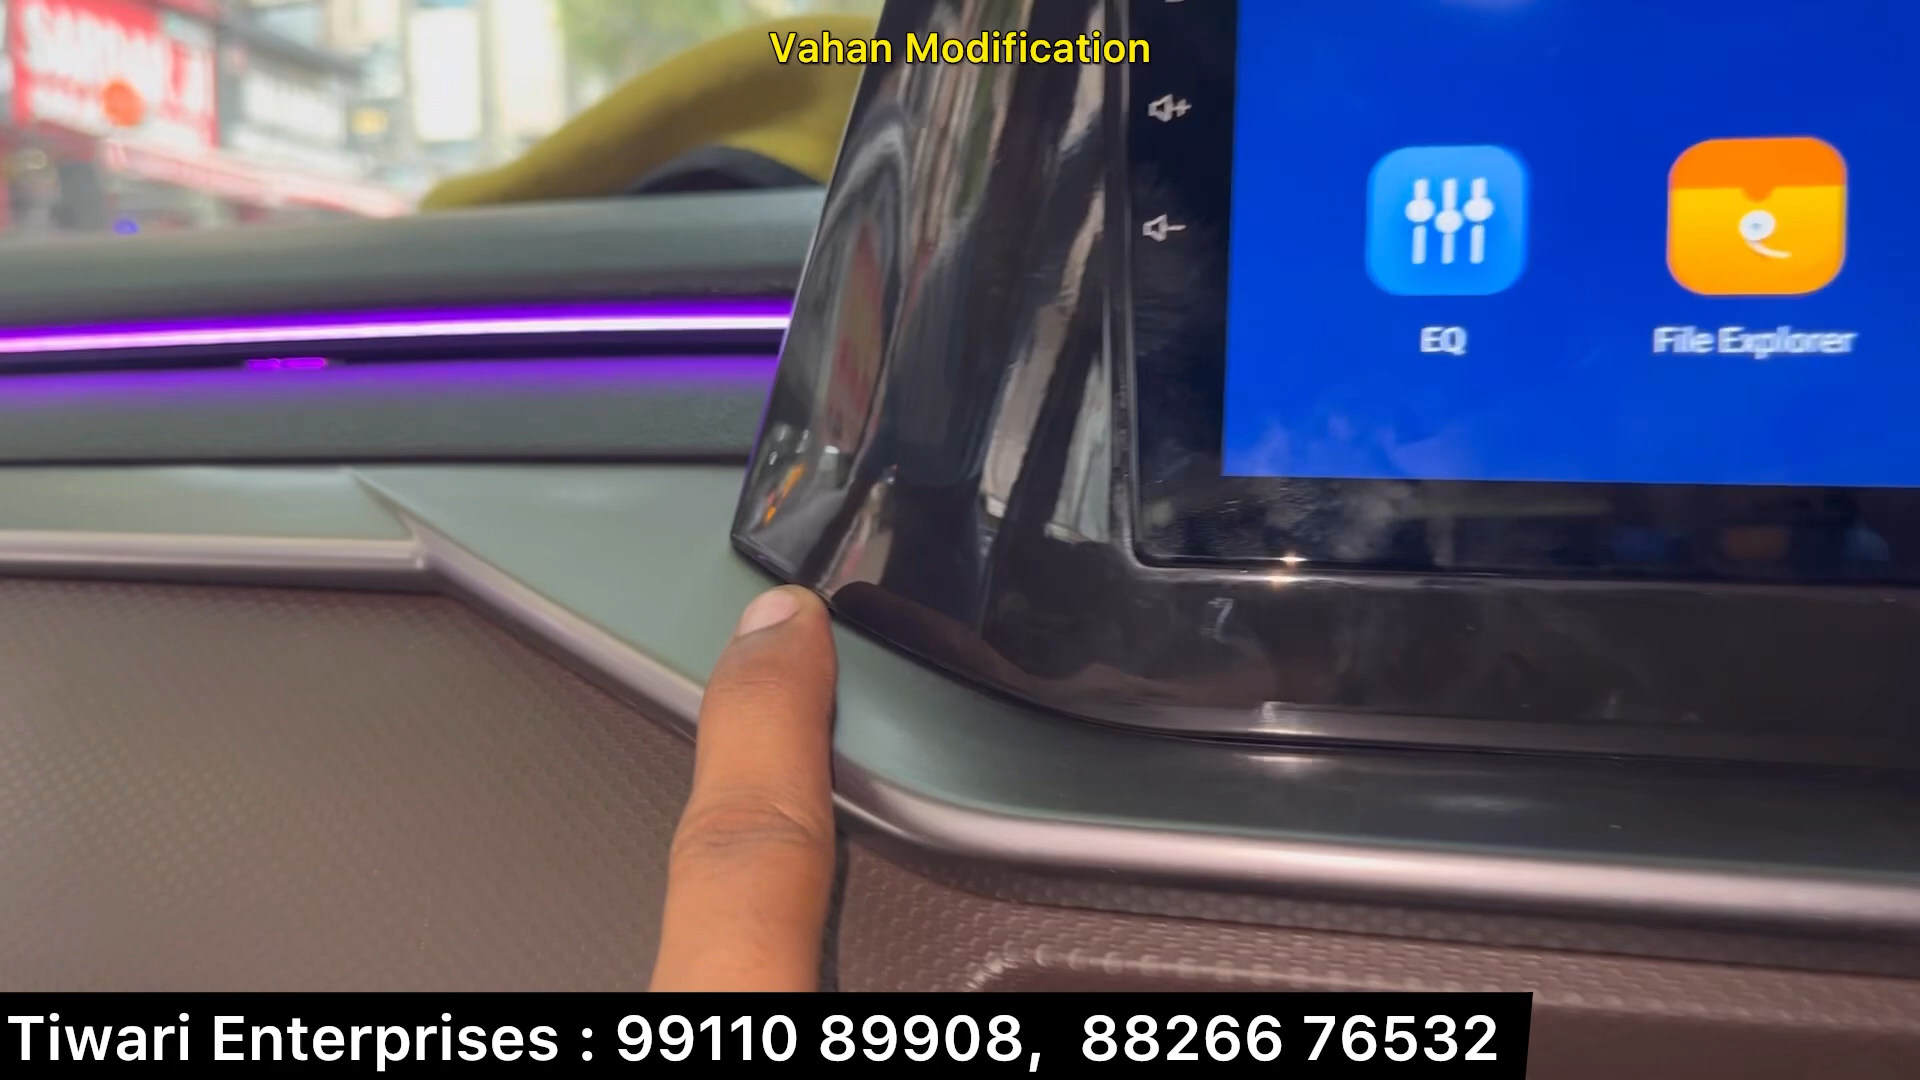 Vahan Modification
EQ
File Explorer
Tiwari Enterprises : 99110 89908, 88266 76532